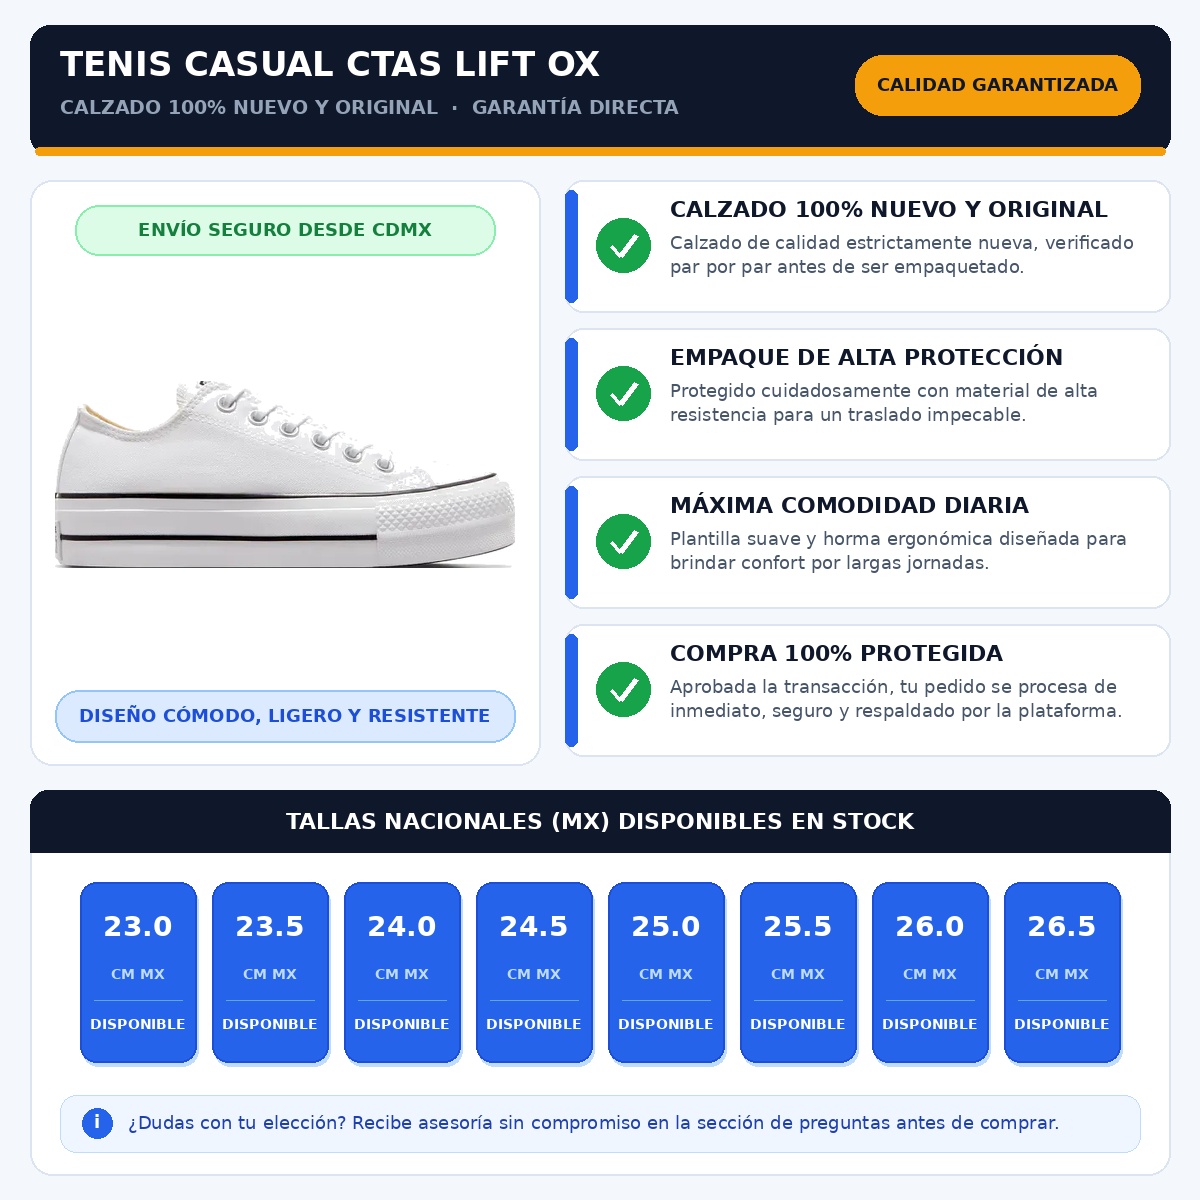 TENIS CASUAL CTAS LIFT OX
CALZADO 100% NUEVO Y ORIGINAL · GARANTÍA DIRECTA
CALIDAD GARANTIZADA
ENVÍO SEGURO DESDE CDMX
DISEÑO CÓMODO, LIGERO Y RESISTENTE
CALZADO 100% NUEVO Y ORIGINAL
Calzado de calidad estrictamente nueva, verificado
par por par antes de ser empaquetado.
EMPAQUE DE ALTA PROTECCIÓN
Protegido cuidadosamente con material de alta
resistencia para un traslado impecable.
MÁXIMA COMODIDAD DIARIA
Plantilla suave y horma ergonómica diseñada para
brindar confort por largas jornadas.
COMPRA 100% PROTEGIDA
Aprobada la transacción, tu pedido se procesa de
inmediato, seguro y respaldado por la plataforma.
TALLAS NACIONALES (MX) DISPONIBLES EN STOCK
23.0 23.5 24.0 24.5 25.0 25.5 26.0 26.5
CM MX CM MX CM MX CM MX CM MX CM MX CM MX CM MX
DISPONIBLE DISPONIBLE DISPONIBLE DISPONIBLE DISPONIBLE DISPONIBLE DISPONIBLE DISPONIBLE
i ¿Dudas con tu elección? Recibe asesoría sin compromiso en la sección de preguntas antes de comprar.